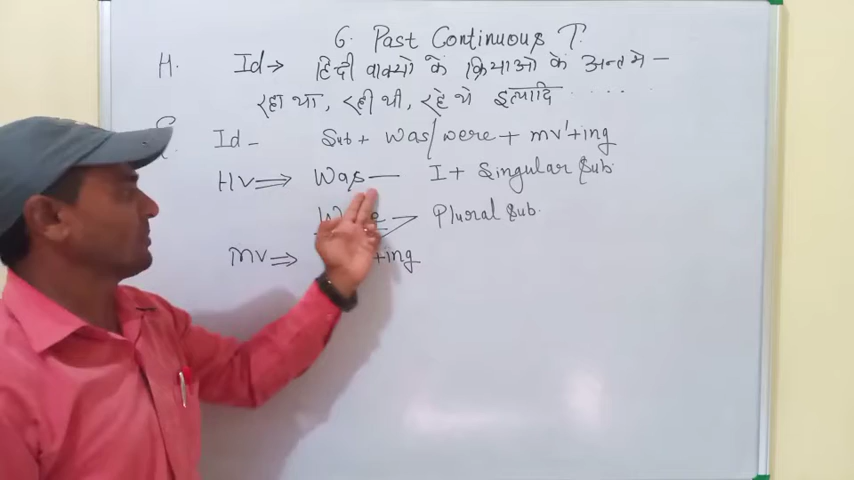 6. Past Continuous T.
H. Id→ हिंदी वाक्यो के क्रियाओ के अन्त मे —
रहा था, रही थी, रहे थे इत्यादि .....
Id - Sub + was/were + mv'+ing
HV ⇒ Was — I + Singular Sub.
Plural Sub.
mv ⇒ +ing